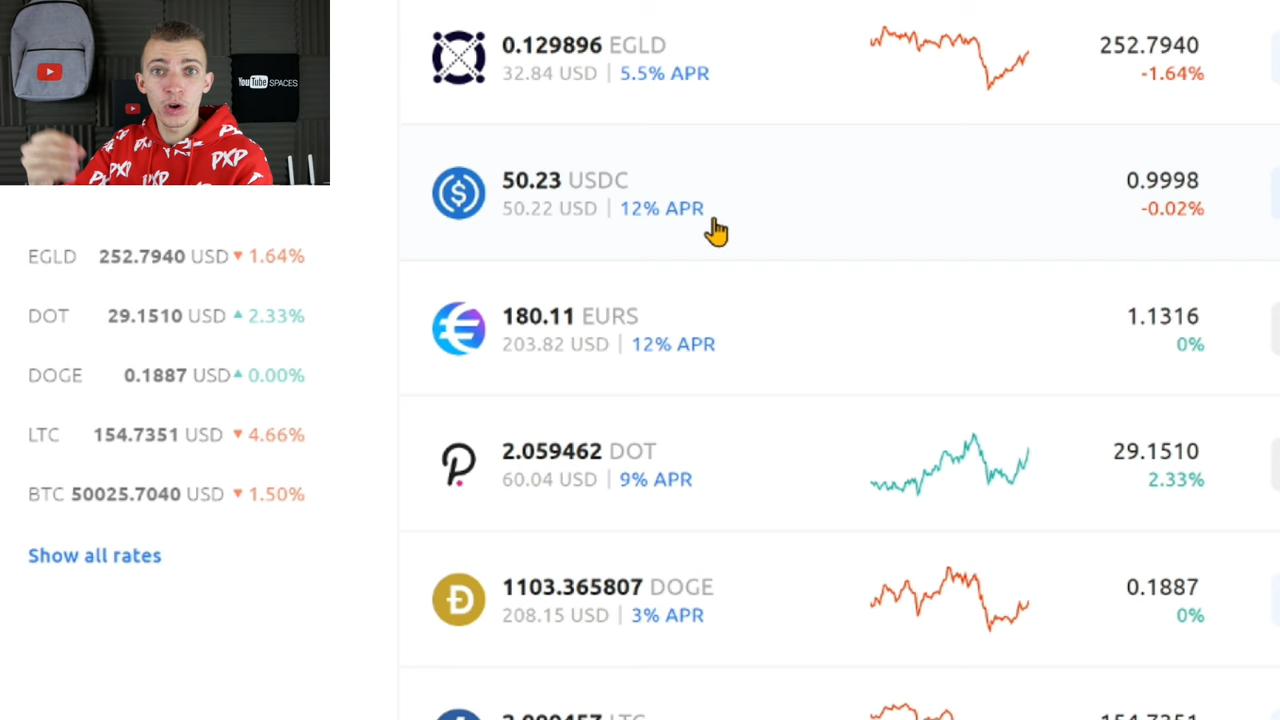 YouTube SPACES
PXP
PXP
PXP
EGLD 252.7940 USD ▼ 1.64%
DOT 29.1510 USD ▲ 2.33%
DOGE 0.1887 USD ▲ 0.00%
LTC 154.7351 USD ▼ 4.66%
BTC 50025.7040 USD ▼ 1.50%
Show all rates
0.129896 EGLD 252.7940
32.84 USD | 5.5% APR -1.64%
50.23 USDC 0.9998
50.22 USD | 12% APR -0.02%
180.11 EURS 1.1316
203.82 USD | 12% APR 0%
2.059462 DOT 29.1510
60.04 USD | 9% APR 2.33%
1103.365807 DOGE 0.1887
208.15 USD | 3% APR 0%
LTC 154.7351